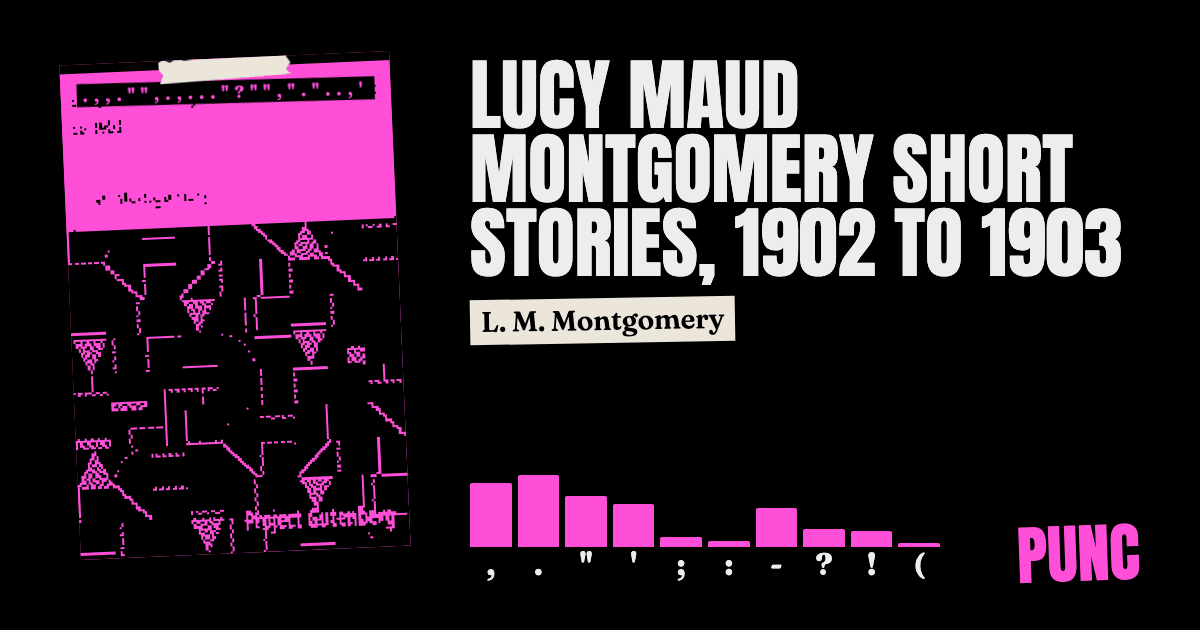 .,,."",.,..."?"","."..,'
LUCY MAUD
MONTGOMERY SHORT
STORIES, 1902 TO 1903
L. M. Montgomery
, . " ' ; : - ? ! (
Project Gutenberg
PUNC